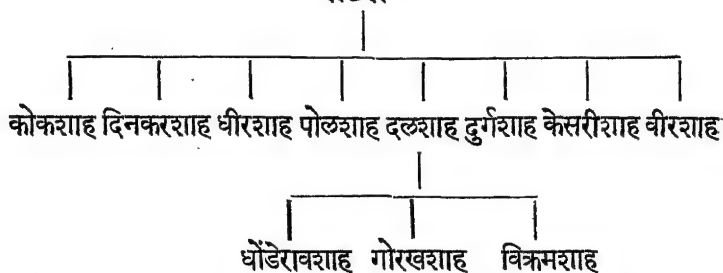 कोकशाह दिनकरशाह धीरशाह पोलशाह दलशाह दुर्गशाह केसरीशाह वीरशाह
धोंडेरावशाह गोरखशाह विक्रमशाह